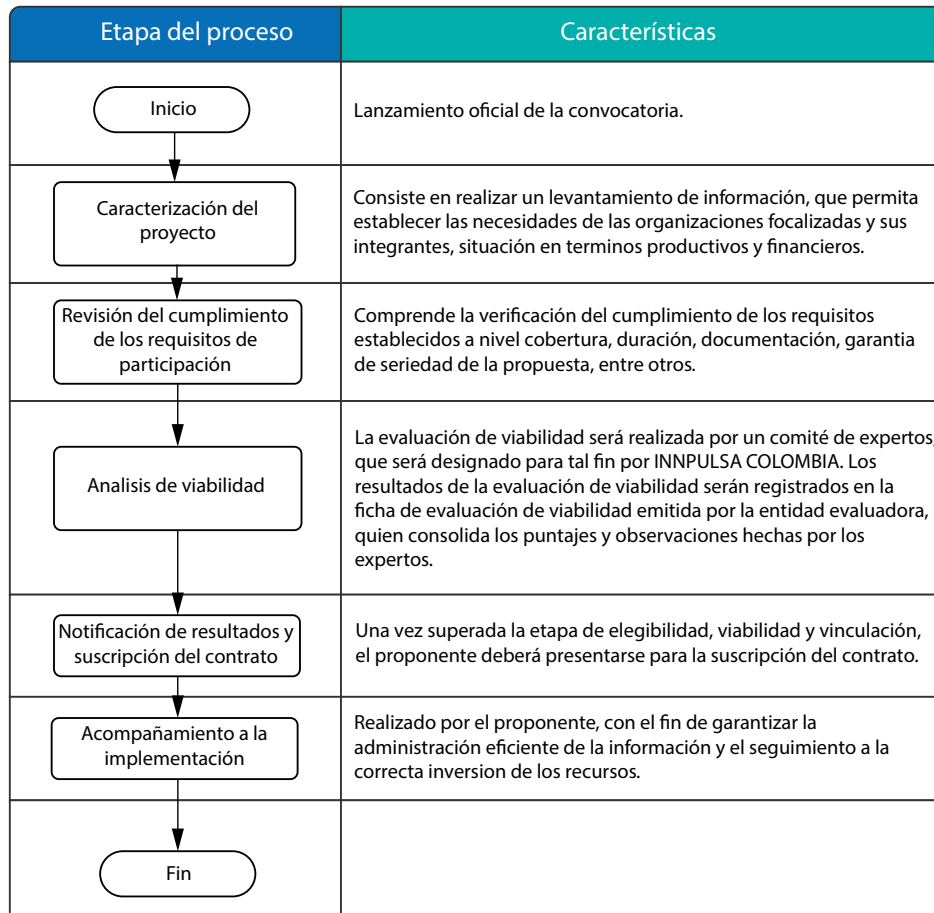 Etapa del proceso
Características
Inicio
Lanzamiento oficial de la convocatoria.
Caracterización del
proyecto
Consiste en realizar un levantamiento de información, que permita
establecer las necesidades de las organizaciones focalizadas y sus
integrantes, situación en terminos productivos y financieros.
Revisión del cumplimiento
de los requisitos de
participación
Comprende la verificación del cumplimiento de los requisitos
establecidos a nivel cobertura, duración, documentación, garantia
de seriedad de la propuesta, entre otros.
Analisis de viabilidad
La evaluación de viabilidad será realizada por un comité de expertos,
que será designado para tal fin por INNPULSA COLOMBIA. Los
resultados de la evaluación de viabilidad serán registrados en la
ficha de evaluación de viabilidad emitida por la entidad evaluadora,
quien consolida los puntajes y observaciones hechas por los
expertos.
Notificación de resultados y
suscripción del contrato
Una vez superada la etapa de elegibilidad, viabilidad y vinculación,
el proponente deberá presentarse para la suscripción del contrato.
Acompañamiento a la
implementación
Realizado por el proponente, con el fin de garantizar la
administración eficiente de la información y el seguimiento a la
correcta inversion de los recursos.
Fin